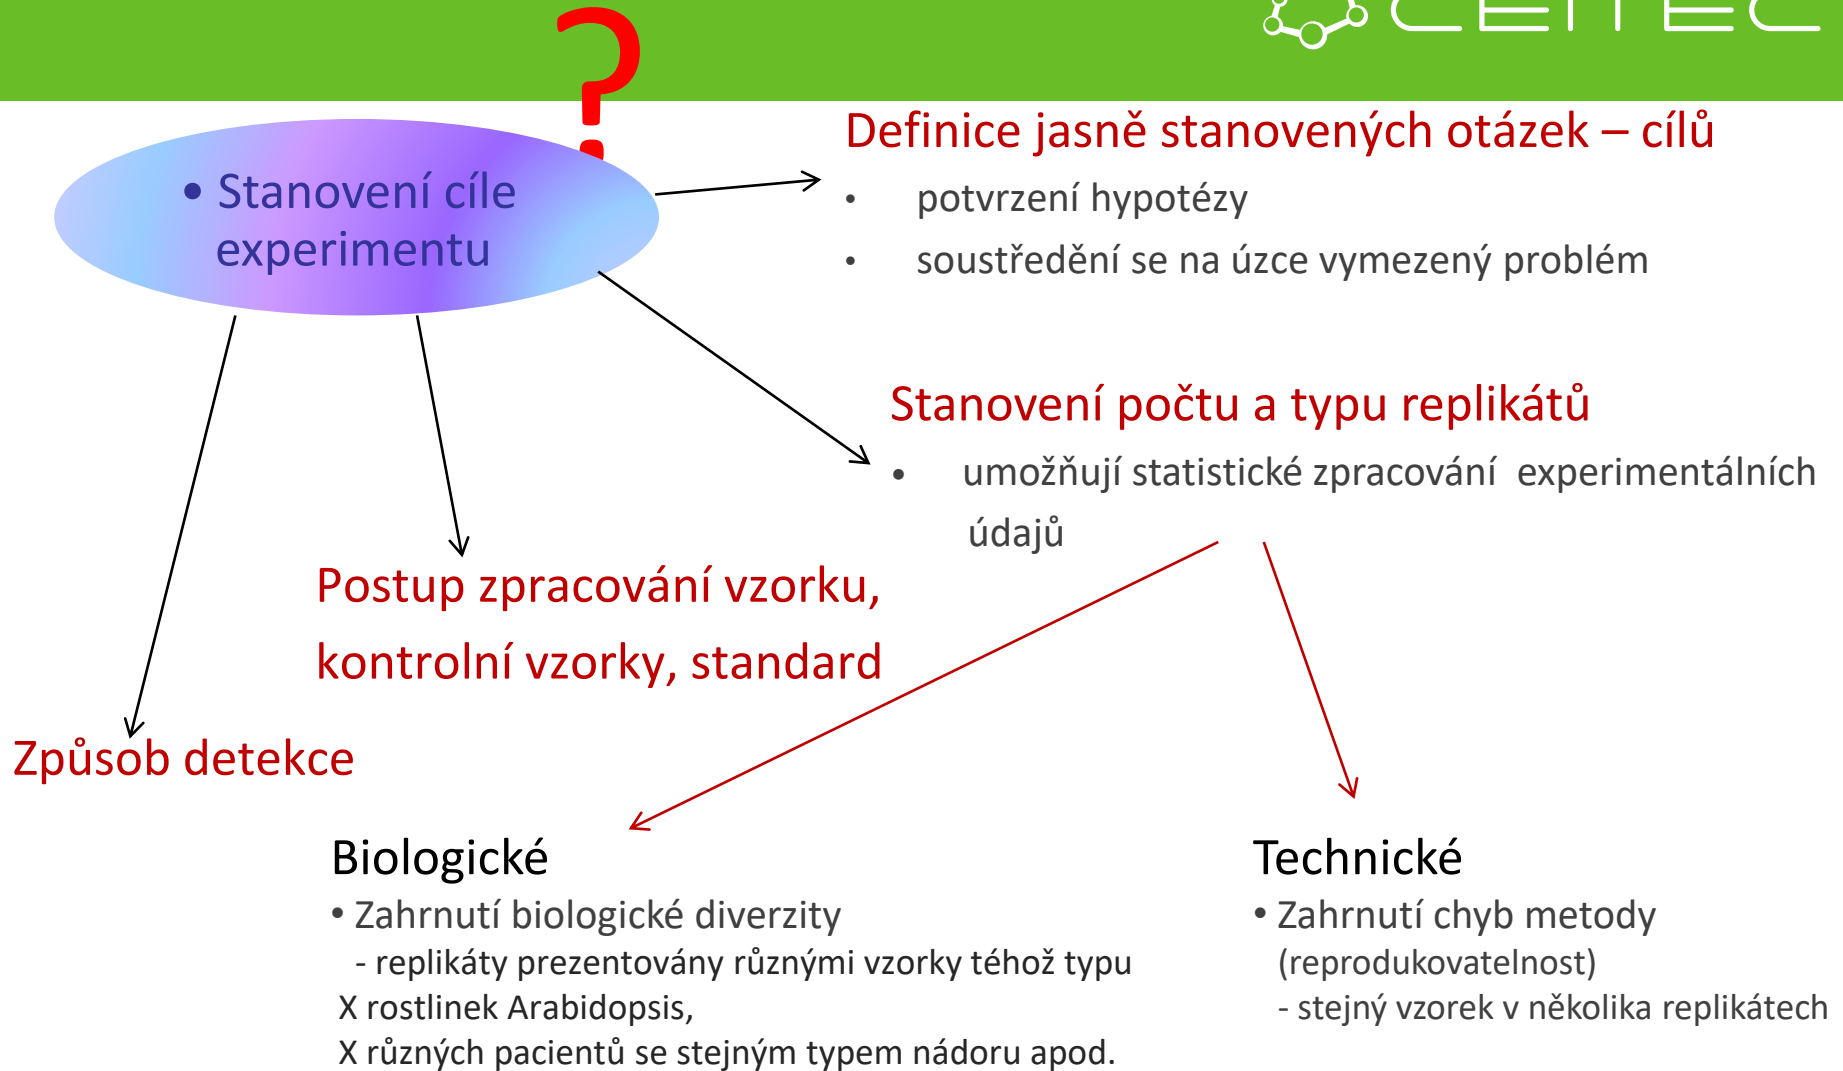 CEITEC
?
• Stanovení cíle
experimentu
Definice jasně stanovených otázek – cílů
• potvrzení hypotézy
• soustředění se na úzce vymezený problém
Stanovení počtu a typu replikátů
• umožňují statistické zpracování experimentálních
údajů
Postup zpracování vzorku,
kontrolní vzorky, standard
Způsob detekce
Biologické
• Zahrnutí biologické diverzity
- replikáty prezentovány různými vzorky téhož typu
X rostlinek Arabidopsis,
X různých pacientů se stejným typem nádoru apod.
Technické
• Zahrnutí chyb metody
(reprodukovatelnost)
- stejný vzorek v několika replikátech